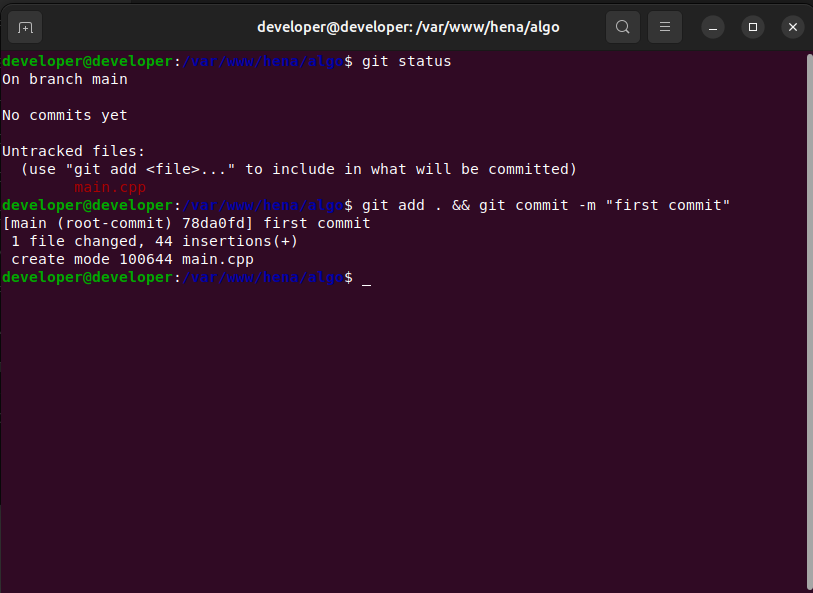 developer@developer: /var/www/hena/algo
developer@developer:/var/www/hena/algo$ git status
On branch main
No commits yet
Untracked files:
(use "git add <file>..." to include in what will be committed)
main.cpp
developer@developer:/var/www/hena/algo$ git add . && git commit -m "first commit"
[main (root-commit) 78da0fd] first commit
1 file changed, 44 insertions(+)
create mode 100644 main.cpp
developer@developer:/var/www/hena/algo$ _